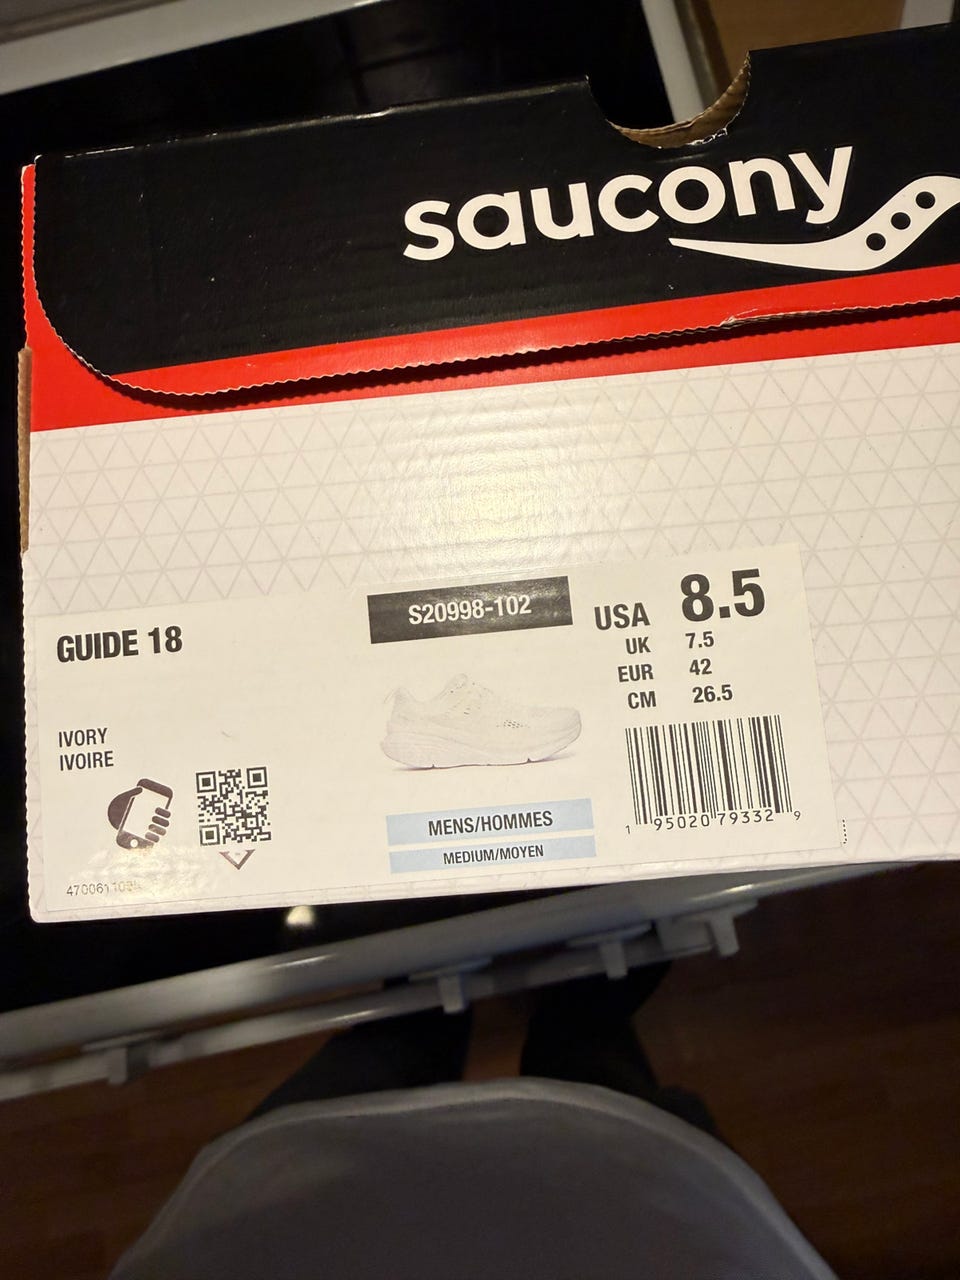 saucony
GUIDE 18
S20998-102
USA 8.5
UK 7.5
EUR 42
CM 26.5
IVORY
IVOIRE
MENS/HOMMES
MEDIUM/MOYEN
1 95020 79332 9